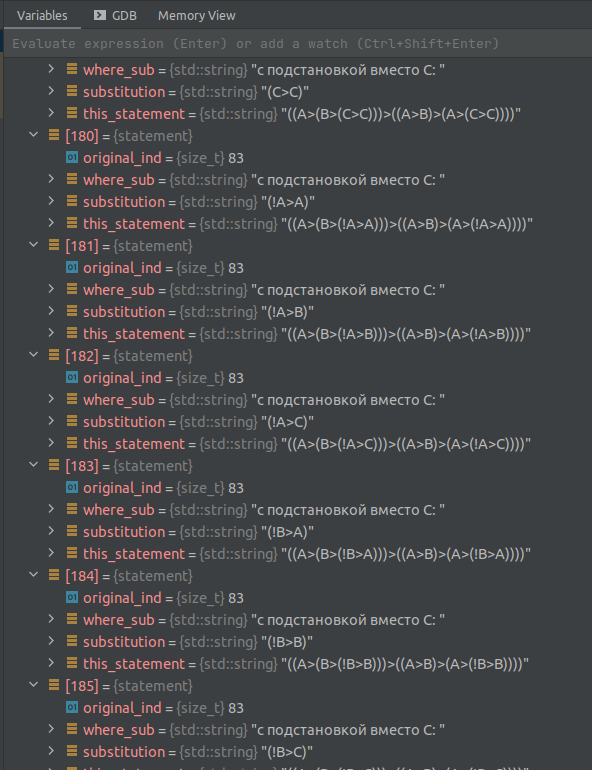 Variables GDB Memory View
Evaluate expression (Enter) or add a watch (Ctrl+Shift+Enter)
where_sub = {std::string} "с подстановкой вместо C: "
substitution = {std::string} "(C>C)"
this_statement = {std::string} "((A>(B>(C>C)))>((A>B)>(A>(C>C))))"
[180] = {statement}
01 original_ind = {size_t} 83
where_sub = {std::string} "с подстановкой вместо C: "
substitution = {std::string} "(!A>A)"
this_statement = {std::string} "((A>(B>(!A>A)))>((A>B)>(A>(!A>A))))"
[181] = {statement}
01 original_ind = {size_t} 83
where_sub = {std::string} "с подстановкой вместо C: "
substitution = {std::string} "(!A>B)"
this_statement = {std::string} "((A>(B>(!A>B)))>((A>B)>(A>(!A>B))))"
[182] = {statement}
01 original_ind = {size_t} 83
where_sub = {std::string} "с подстановкой вместо C: "
substitution = {std::string} "(!A>C)"
this_statement = {std::string} "((A>(B>(!A>C)))>((A>B)>(A>(!A>C))))"
[183] = {statement}
01 original_ind = {size_t} 83
where_sub = {std::string} "с подстановкой вместо C: "
substitution = {std::string} "(!B>A)"
this_statement = {std::string} "((A>(B>(!B>A)))>((A>B)>(A>(!B>A))))"
[184] = {statement}
01 original_ind = {size_t} 83
where_sub = {std::string} "с подстановкой вместо C: "
substitution = {std::string} "(!B>B)"
this_statement = {std::string} "((A>(B>(!B>B)))>((A>B)>(A>(!B>B))))"
[185] = {statement}
01 original_ind = {size_t} 83
where_sub = {std::string} "с подстановкой вместо C: "
substitution = {std::string} "(!B>C)"